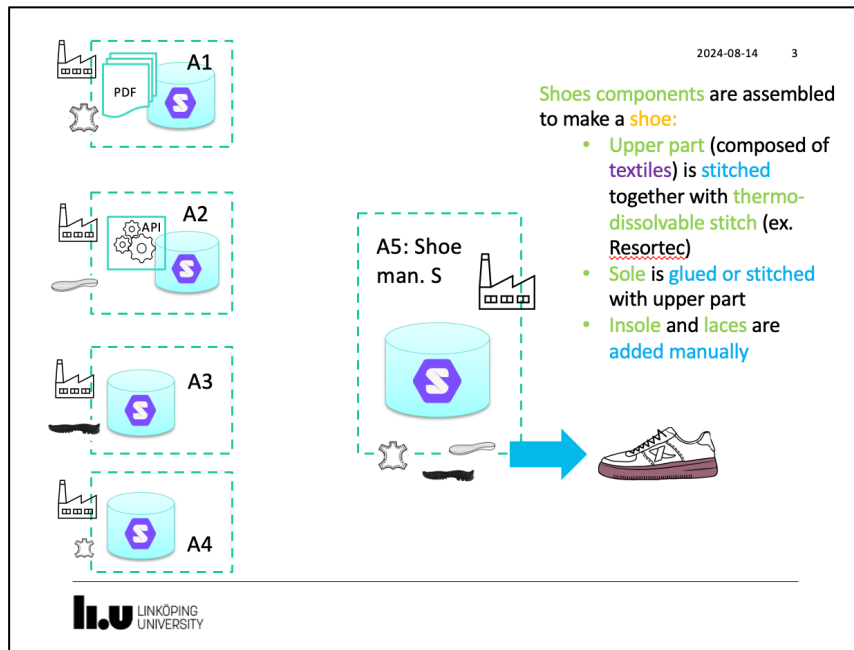 A1
PDF
A2
API
A3
A4
A5: Shoe
man. S
2024-08-14 3
Shoes components are assembled
to make a shoe:
• Upper part (composed of
textiles) is stitched
together with thermo-
dissolvable stitch (ex.
Resortec)
• Sole is glued or stitched
with upper part
• Insole and laces are
added manually
li.u LINKÖPING
UNIVERSITY